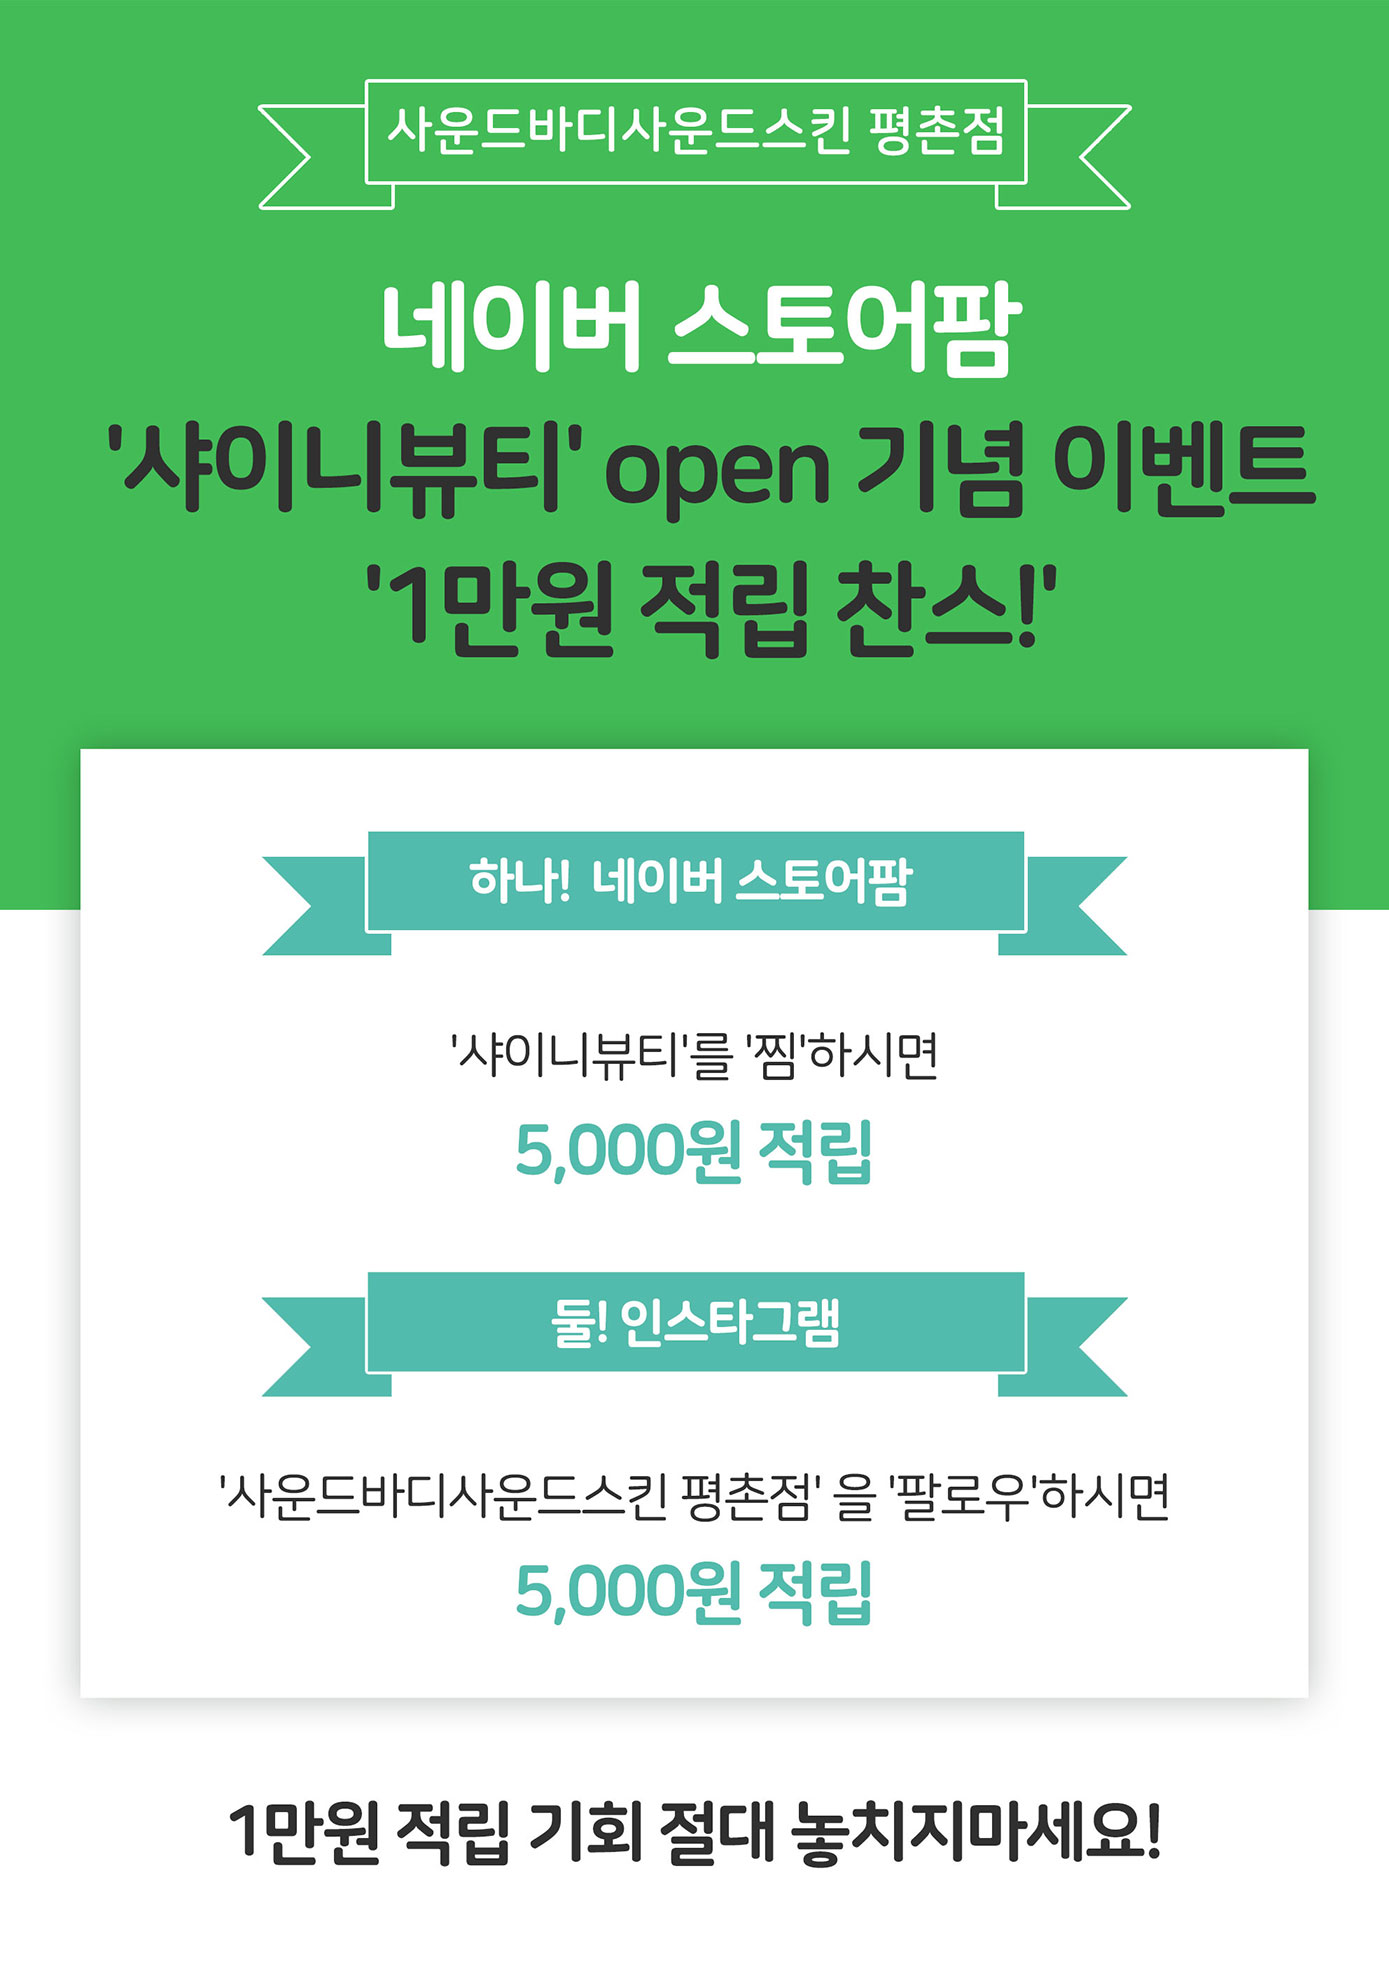 사운드바디사운드스킨 평촌점
네이버 스토어팜
'샤이니뷰티' open 기념 이벤트
'1만원 적립 찬스!'
하나! 네이버 스토어팜
'샤이니뷰티'를 '찜'하시면
5,000원 적립
둘! 인스타그램
'사운드바디사운드스킨 평촌점' 을 '팔로우'하시면
5,000원 적립
1만원 적립 기회 절대 놓치지마세요!